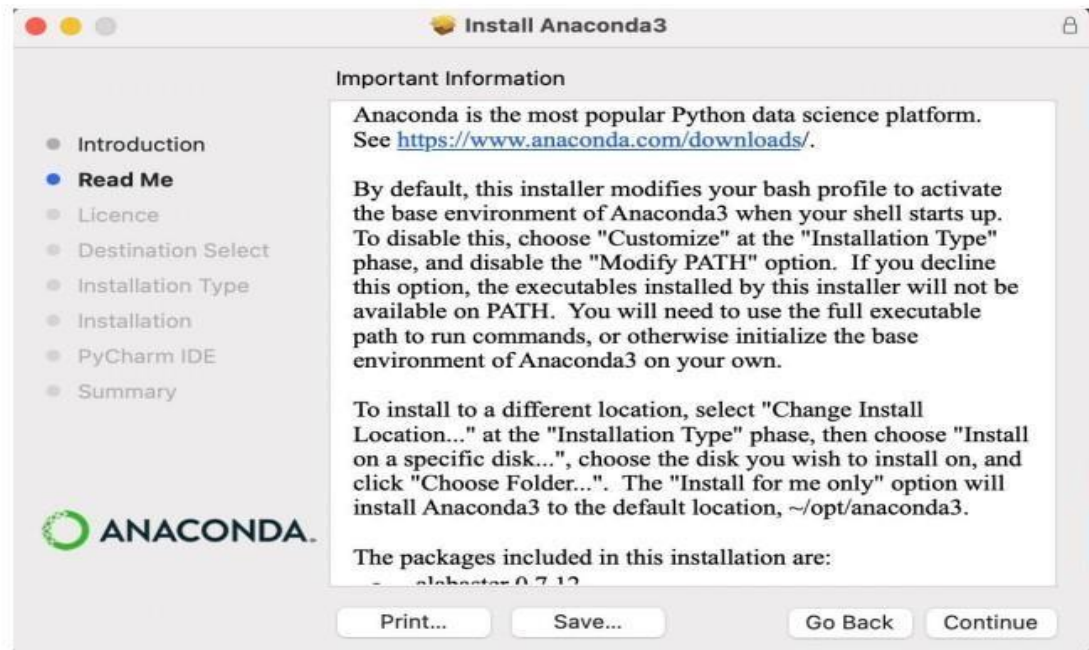 Install Anaconda3
Important Information
Introduction
Read Me
Licence
Destination Select
Installation Type
Installation
PyCharm IDE
Summary
ANACONDA.
Anaconda is the most popular Python data science platform.
See https://www.anaconda.com/downloads/.
By default, this installer modifies your bash profile to activate
the base environment of Anaconda3 when your shell starts up.
To disable this, choose "Customize" at the "Installation Type"
phase, and disable the "Modify PATH" option.  If you decline
this option, the executables installed by this installer will not be
available on PATH.  You will need to use the full executable
path to run commands, or otherwise initialize the base
environment of Anaconda3 on your own.
To install to a different location, select "Change Install
Location..." at the "Installation Type" phase, then choose "Install
on a specific disk...", choose the disk you wish to install on, and
click "Choose Folder...".  The "Install for me only" option will
install Anaconda3 to the default location, ~/opt/anaconda3.
The packages included in this installation are:
alabaster 0.7.12
Print...
Save...
Go Back
Continue